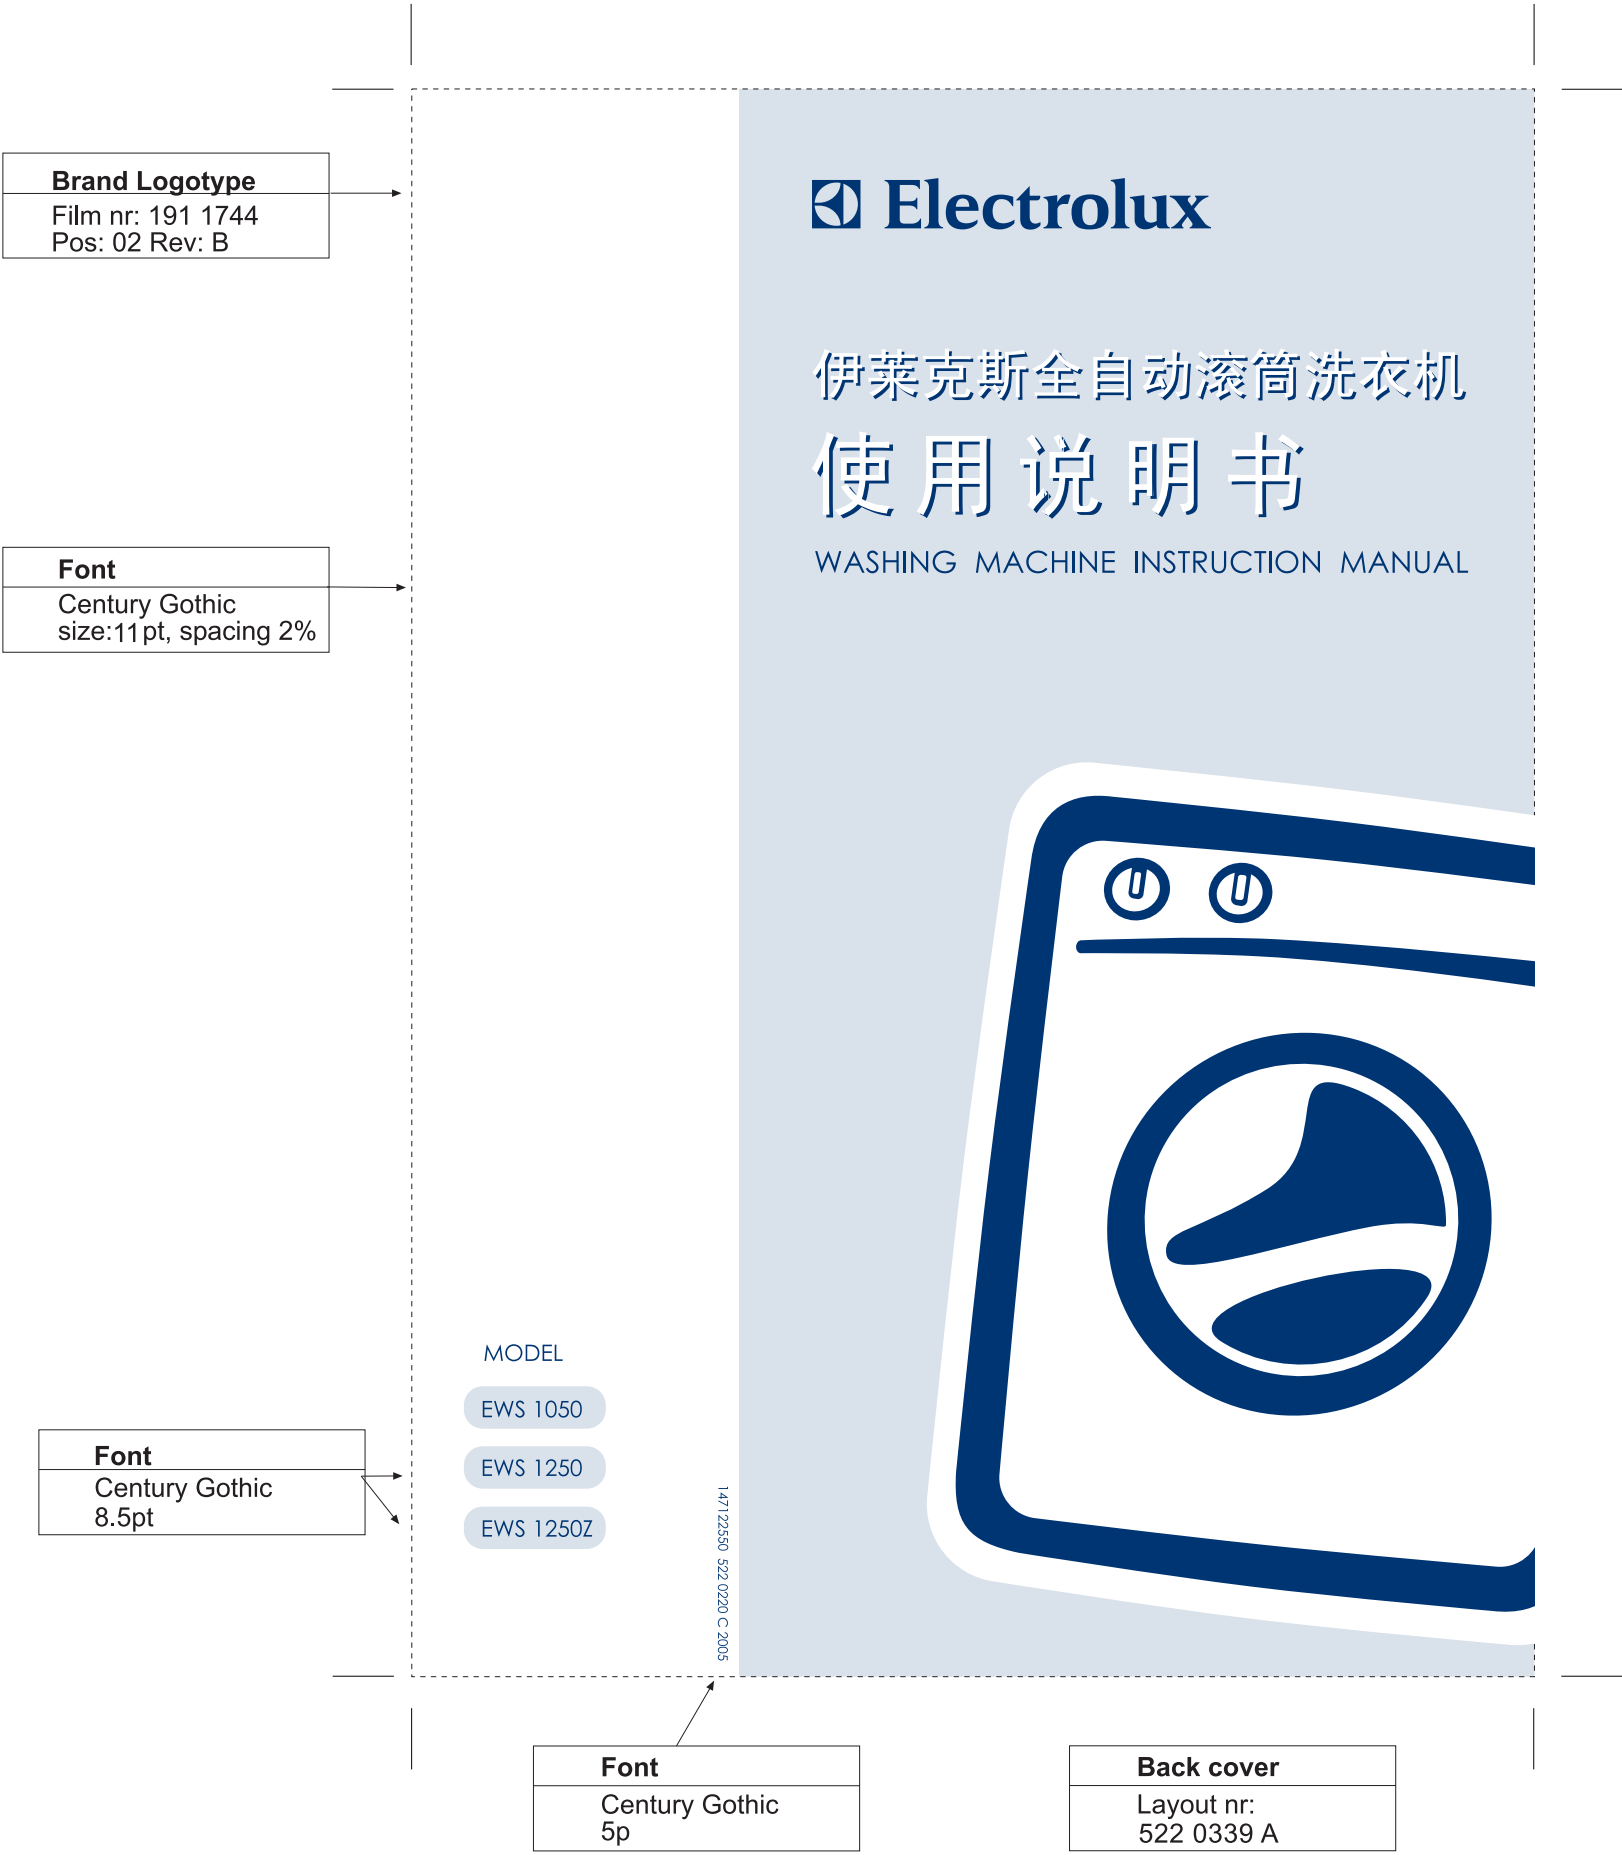 Brand Logotype
Film nr: 191 1744
Pos: 02 Rev: B
Electrolux
伊莱克斯全自动滚筒洗衣机
使用说明书
WASHING MACHINE INSTRUCTION MANUAL
Font
Century Gothic
size:11pt, spacing 2%
MODEL
EWS 1050
EWS 1250
EWS 1250Z
Font
Century Gothic
8.5pt
147122550 522 0220 C 2005
Font
Century Gothic
5p
Back cover
Layout nr:
522 0339 A